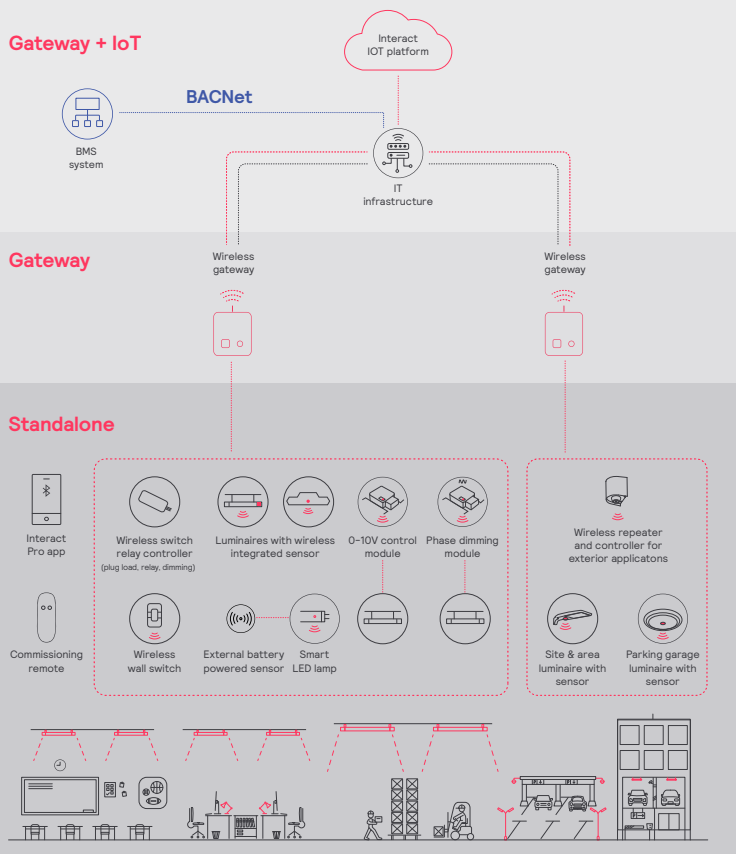 Gateway + IoT
Interact
IOT platform
BACNet
BMS
system
IT
infrastructure
Gateway
Wireless
gateway
Wireless
gateway
Standalone
Interact
Pro app
Wireless switch
relay controller
(plug load, relay, dimming)
Luminaires with wireless
integrated sensor
0-10V control
module
Phase dimming
module
Wireless repeater
and controller for
exterior applicatons
Commissioning
remote
Wireless
wall switch
External battery
powered sensor
Smart
LED lamp
Site & area
luminaire with
sensor
Parking garage
luminaire with
sensor